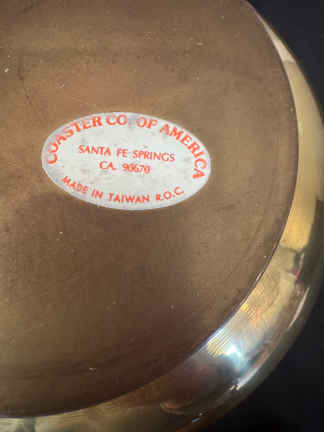 COASTER CO. OF AMERICA
SANTA FE SPRINGS
CA. 90670
MADE IN TAIWAN R.O.C.